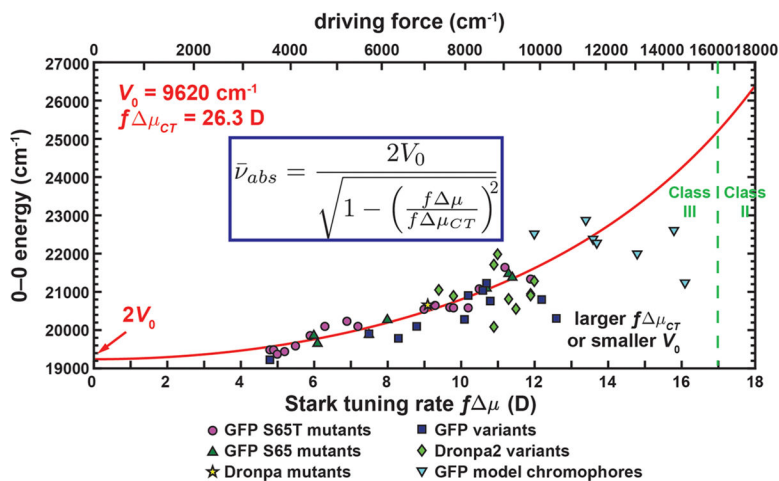 driving force (cm⁻¹)
0 4000 6000 8000 10000 12000 14000 16000 18000
27000
26000
25000
24000
23000
22000
21000
20000
19000
0–0 energy (cm⁻¹)
V₀ = 9620 cm⁻¹
fΔμ_CT = 26.3 D
ν̄_abs = 2V₀ / √(1 − (fΔμ / fΔμ_CT)²)
Class III
Class II
2V₀
larger fΔμ_CT
or smaller V₀
0 2 4 6 8 10 12 14 16 18
Stark tuning rate fΔμ (D)
GFP S65T mutants GFP variants
GFP S65 mutants Dronpa2 variants
Dronpa mutants GFP model chromophores